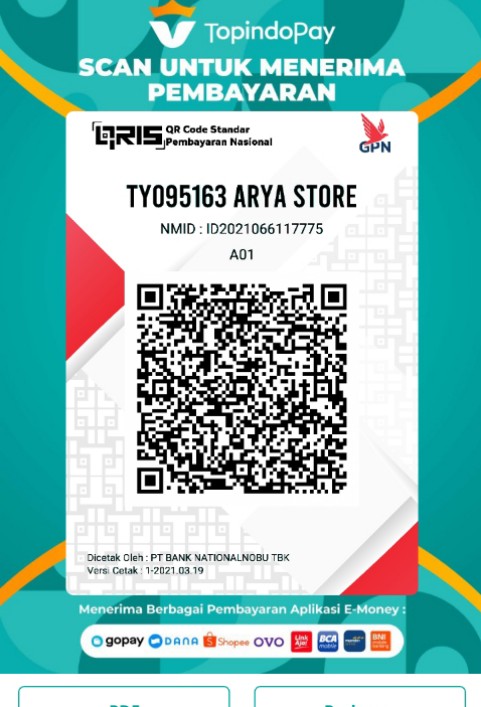 TopindoPay
SCAN UNTUK MENERIMA
PEMBAYARAN
QRIS QR Code Standar
Pembayaran Nasional
GPN
TY095163 ARYA STORE
NMID : ID2021066117775
A01
Dicetak Oleh : PT BANK NATIONALNOBU TBK
Versi Cetak : 1-2021.03.19
Menerima Berbagai Pembayaran Aplikasi E-Money :
gopay DANA Shopee OVO Link Aja! BCA mobile BNI